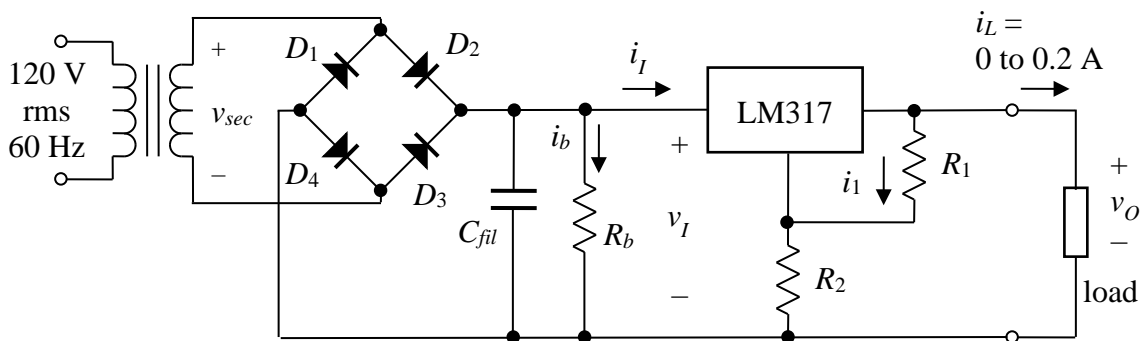 120 V
rms
60 Hz
+
v_sec
–
D₁
D₂
D₃
D₄
C_fil
i_b
R_b
i_I
+
v_I
–
LM317
i₁
R₁
R₂
i_L =
0 to 0.2 A
+
v_O
–
load